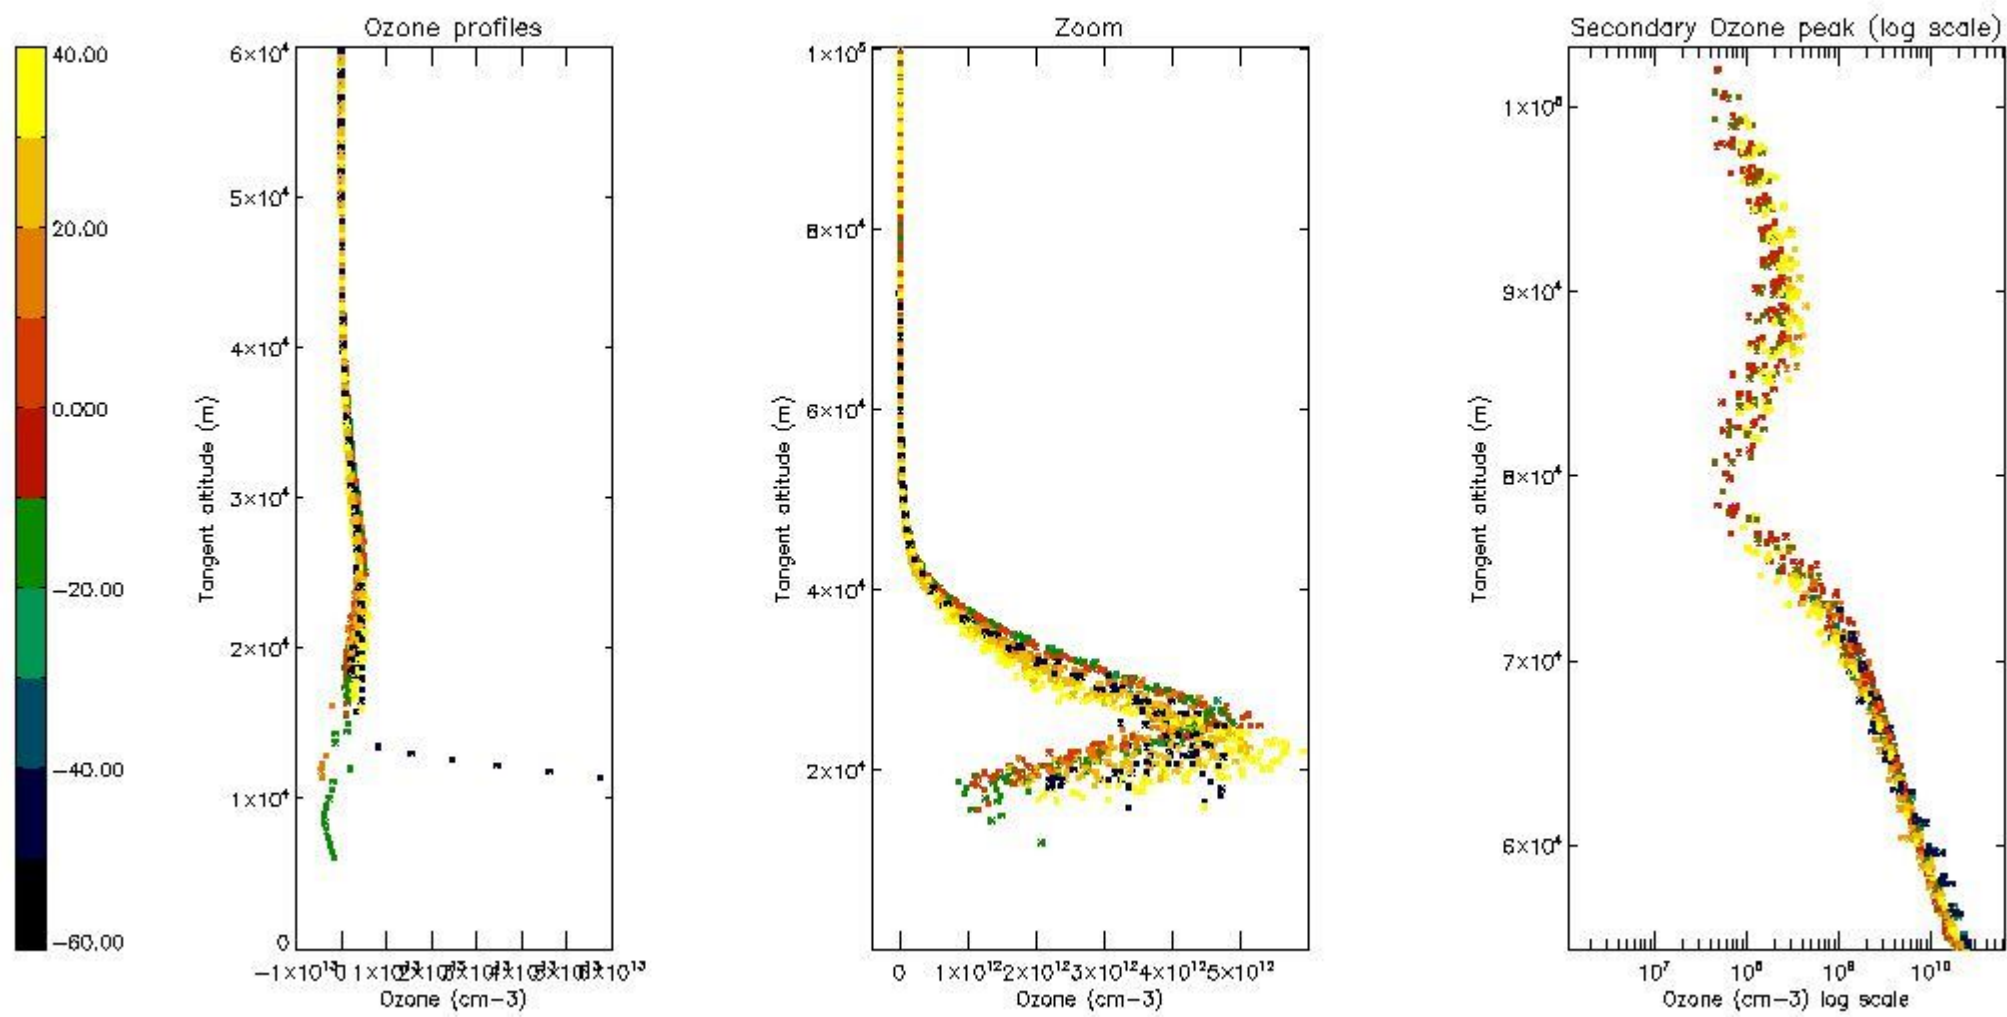 Ozone profiles
Zoom
Secondary Ozone peak (log scale)
40.00
20.00
0.000
−20.00
−40.00
−60.00
6×10⁴
5×10⁴
4×10⁴
3×10⁴
2×10⁴
1×10⁴
0
Tangent altitude (m)
−1×10¹³
0
Ozone (cm−3)
1×10⁵
8×10⁴
6×10⁴
4×10⁴
2×10⁴
Tangent altitude (m)
0 1×10¹² 2×10¹² 3×10¹² 4×10¹² 5×10¹²
Ozone (cm−3)
9×10⁴
8×10⁴
7×10⁴
6×10⁴
Tangent altitude (m)
10⁷ 10⁸ 10⁹ 10¹⁰
Ozone (cm−3) log scale